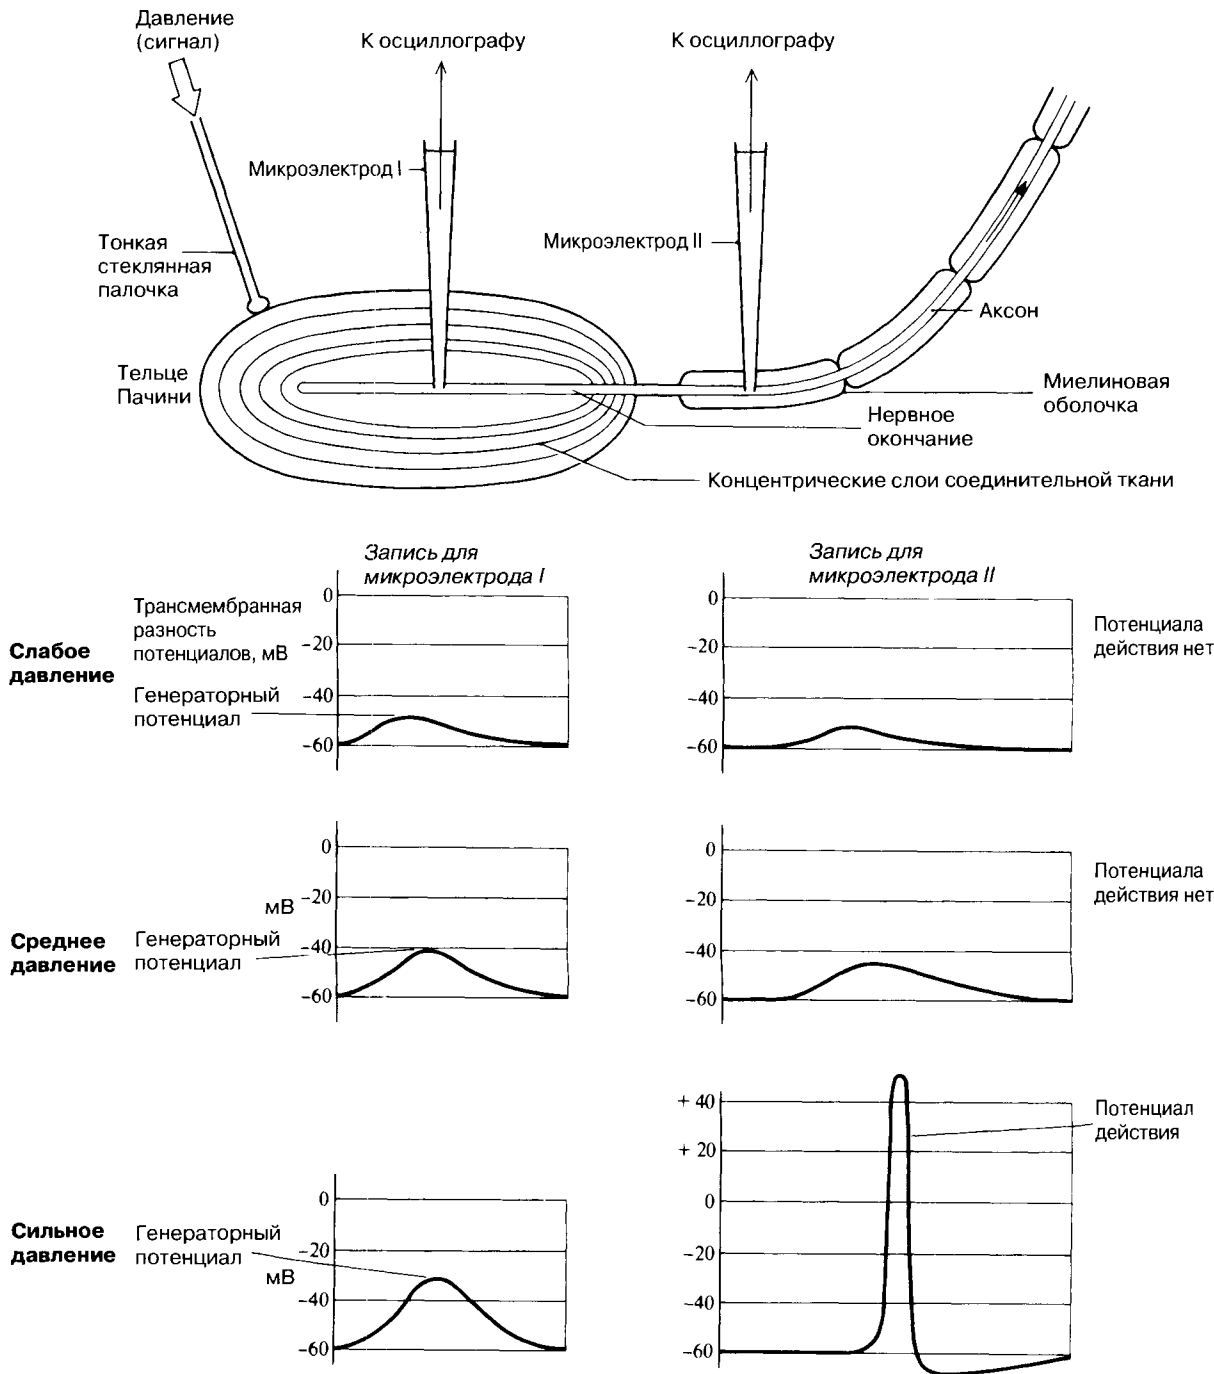 Давление
(сигнал)
К осциллографу
К осциллографу
Микроэлектрод I
Микроэлектрод II
Тонкая
стеклянная
палочка
Аксон
Тельце
Пачини
Миелиновая
оболочка
Нервное
окончание
Концентрические слои соединительной ткани
Запись для
микроэлектрода I
Запись для
микроэлектрода II
Слабое
давление
Трансмембранная
разность
потенциалов, мВ
Генераторный
потенциал
0
-20
-40
-60
0
-20
-40
-60
Потенциала
действия нет
Среднее
давление
мВ
Генераторный
потенциал
0
-20
-40
-60
0
-20
-40
-60
Потенциала
действия нет
Сильное
давление
Генераторный
потенциал
мВ
0
-20
-40
-60
+ 40
+ 20
0
-20
-40
-60
Потенциал
действия